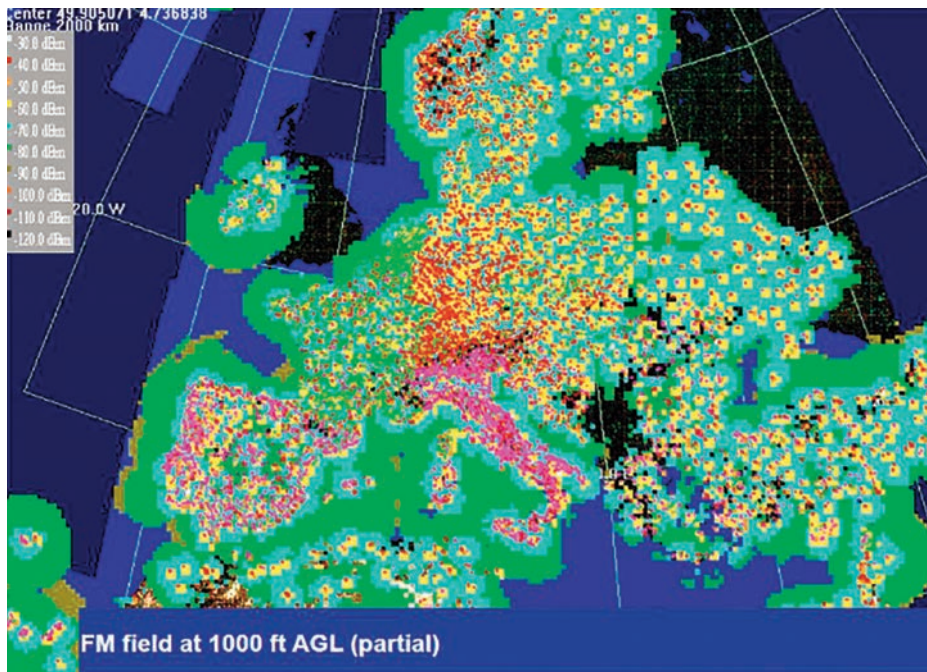 Center 49.905071 4.736838
Range 2000 km
-30.0 dBm
-40.0 dBm
-50.0 dBm
-60.0 dBm
-70.0 dBm
-80.0 dBm
-90.0 dBm
-100.0 dBm
-110.0 dBm
-120.0 dBm
20.0 W
FM field at 1000 ft AGL (partial)